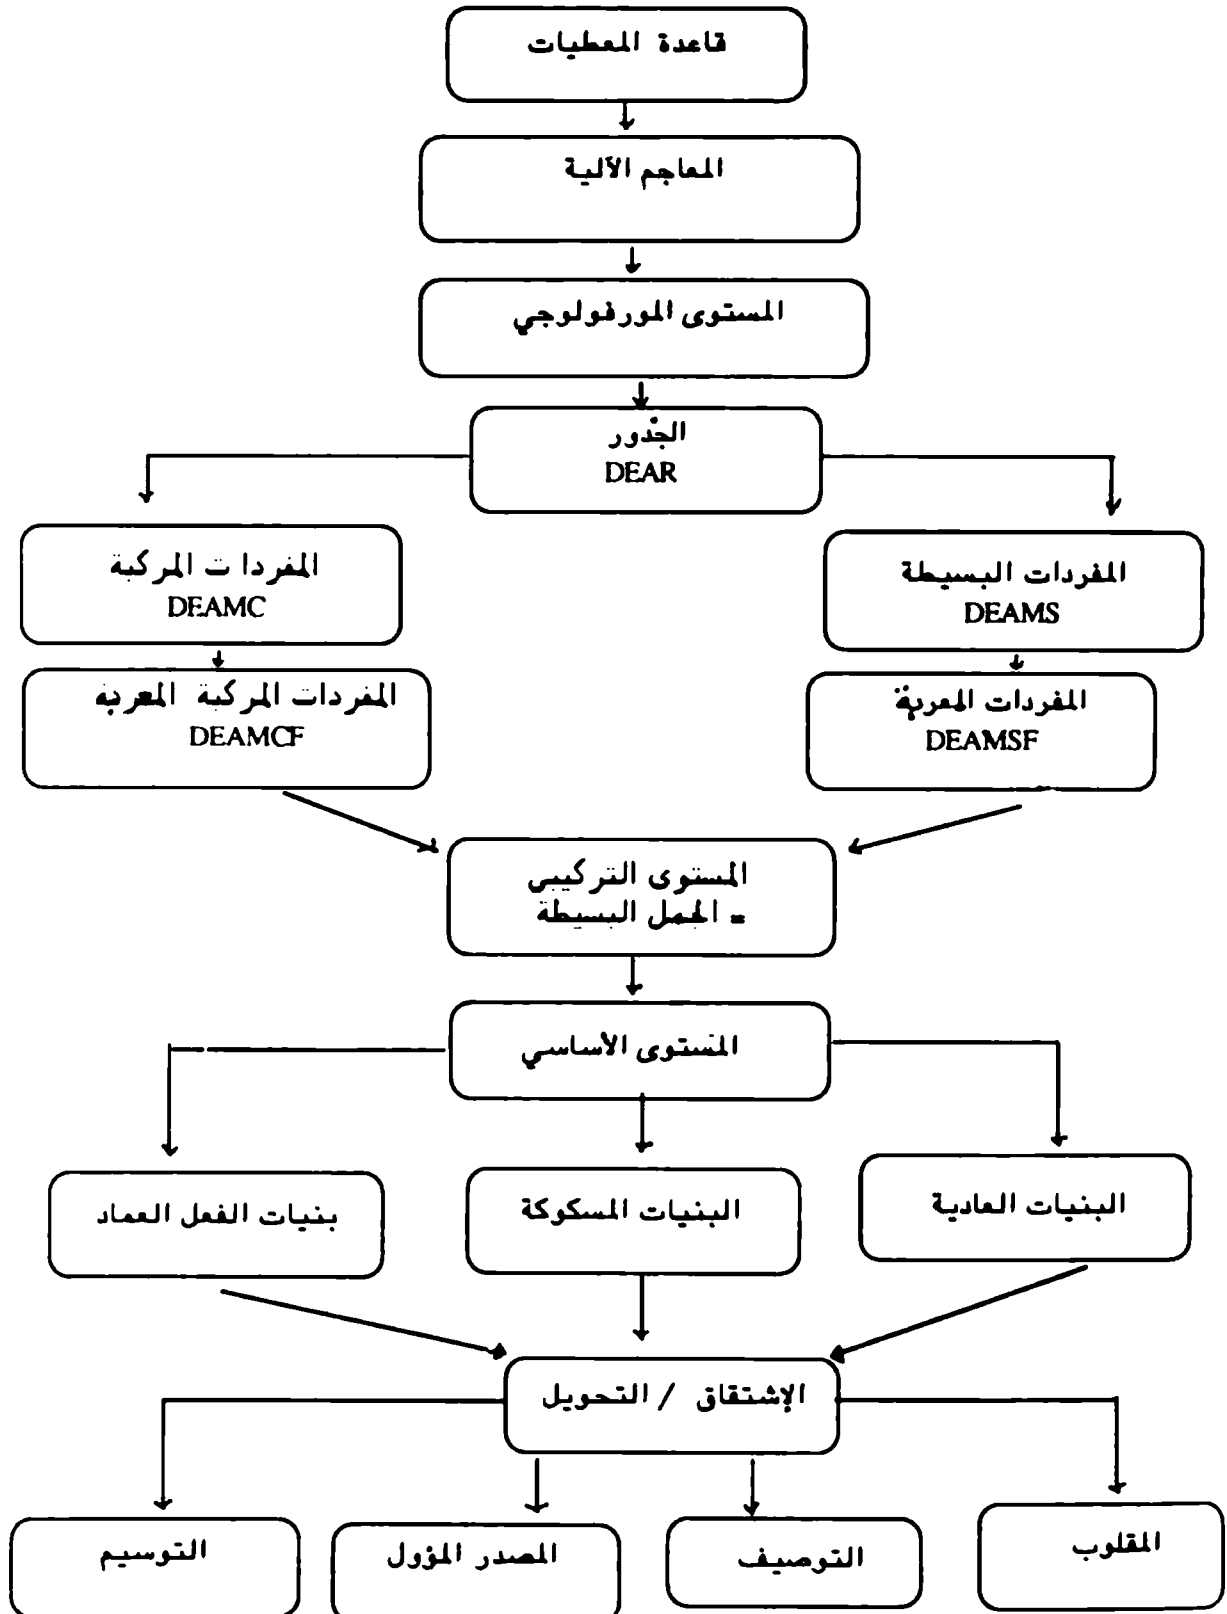 قاعدة المعطيات
المعاجم الآلية
المستوى المورفولوجي
الجذور
DEAR
المفردات البسيطة
DEAMS
المفردات المركبة
DEAMC
المفردات المعربة
DEAMSF
المفردات المركبة المعربة
DEAMCF
المستوى التركيبي
= الجمل البسيطة
المستوى الأساسي
البنيات العادية
البنيات المسكوكة
بنيات الفعل العماد
الإشتقاق / التحويل
المقلوب
التوصيف
المصدر المؤول
التوسيم